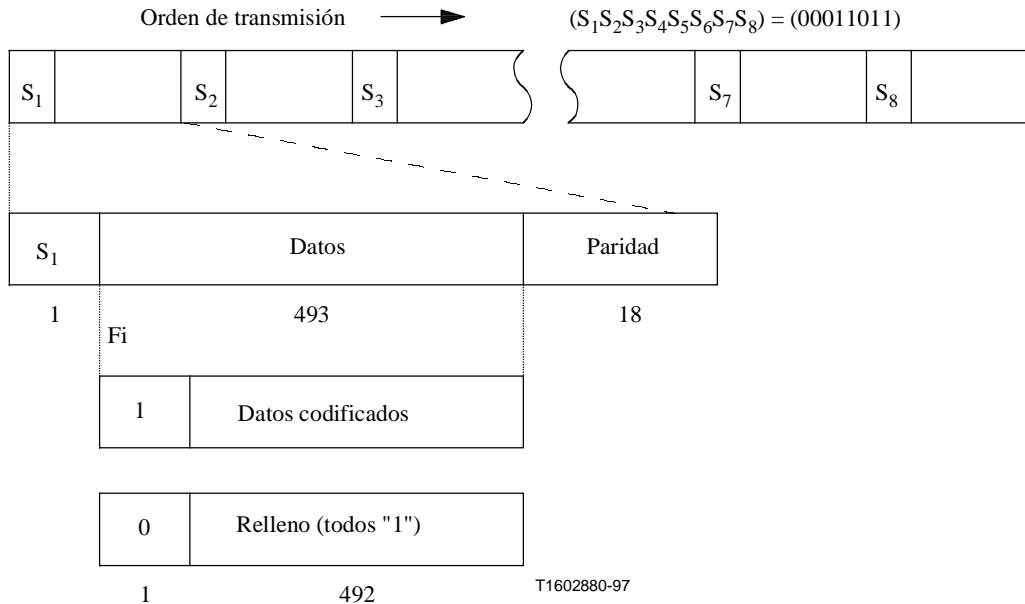 Orden de transmisión (S₁S₂S₃S₄S₅S₆S₇S₈) = (00011011)
S₁ S₂ S₃ S₇ S₈
S₁ Datos Paridad
1 493 18
Fi
1 Datos codificados
0 Relleno (todos "1")
1 492 T1602880-97